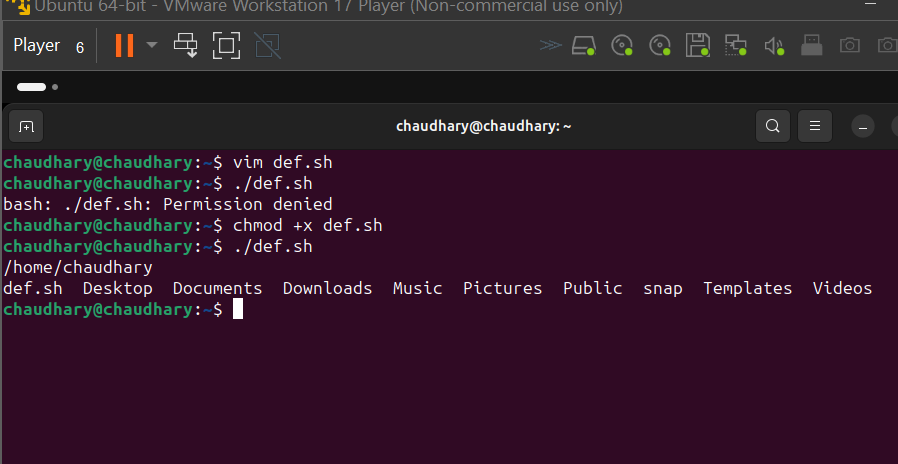 Ubuntu 64-bit - VMware Workstation 17 Player (Non-commercial use only)
Player 6
chaudhary@chaudhary: ~
chaudhary@chaudhary:~$ vim def.sh
chaudhary@chaudhary:~$ ./def.sh
bash: ./def.sh: Permission denied
chaudhary@chaudhary:~$ chmod +x def.sh
chaudhary@chaudhary:~$ ./def.sh
/home/chaudhary
def.sh  Desktop  Documents  Downloads  Music  Pictures  Public  snap  Templates  Videos
chaudhary@chaudhary:~$